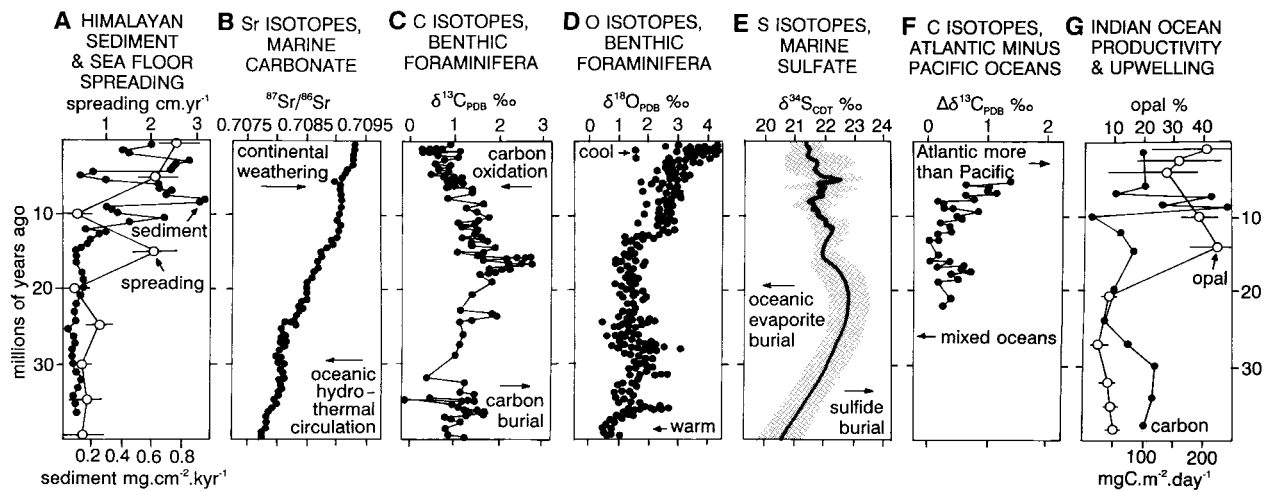 A HIMALAYAN
SEDIMENT
& SEA FLOOR
SPREADING
spreading cm.yr⁻¹
1 2 3
millions of years ago
10
20
30
sediment
spreading
0.2 0.4 0.6 0.8
sediment mg.cm⁻².kyr⁻¹
B Sr ISOTOPES,
MARINE
CARBONATE
⁸⁷Sr/⁸⁶Sr
0.7075 0.7085 0.7095
continental
weathering
oceanic
hydro-
thermal
circulation
C C ISOTOPES,
BENTHIC
FORAMINIFERA
δ¹³C_PDB ‰
0 1 2 3
carbon
oxidation
carbon
burial
D O ISOTOPES,
BENTHIC
FORAMINIFERA
δ¹⁸O_PDB ‰
0 1 2 3 4
cool
warm
E S ISOTOPES,
MARINE
SULFATE
δ³⁴S_CDT ‰
20 21 22 23 24
oceanic
evaporite
burial
sulfide
burial
F C ISOTOPES,
ATLANTIC MINUS
PACIFIC OCEANS
Δδ¹³C_PDB ‰
0 1 2
Atlantic more
than Pacific
mixed oceans
G INDIAN OCEAN
PRODUCTIVITY
& UPWELLING
opal %
10 30 40
10
20
30
opal
carbon
100 200
mgC.m⁻².day⁻¹